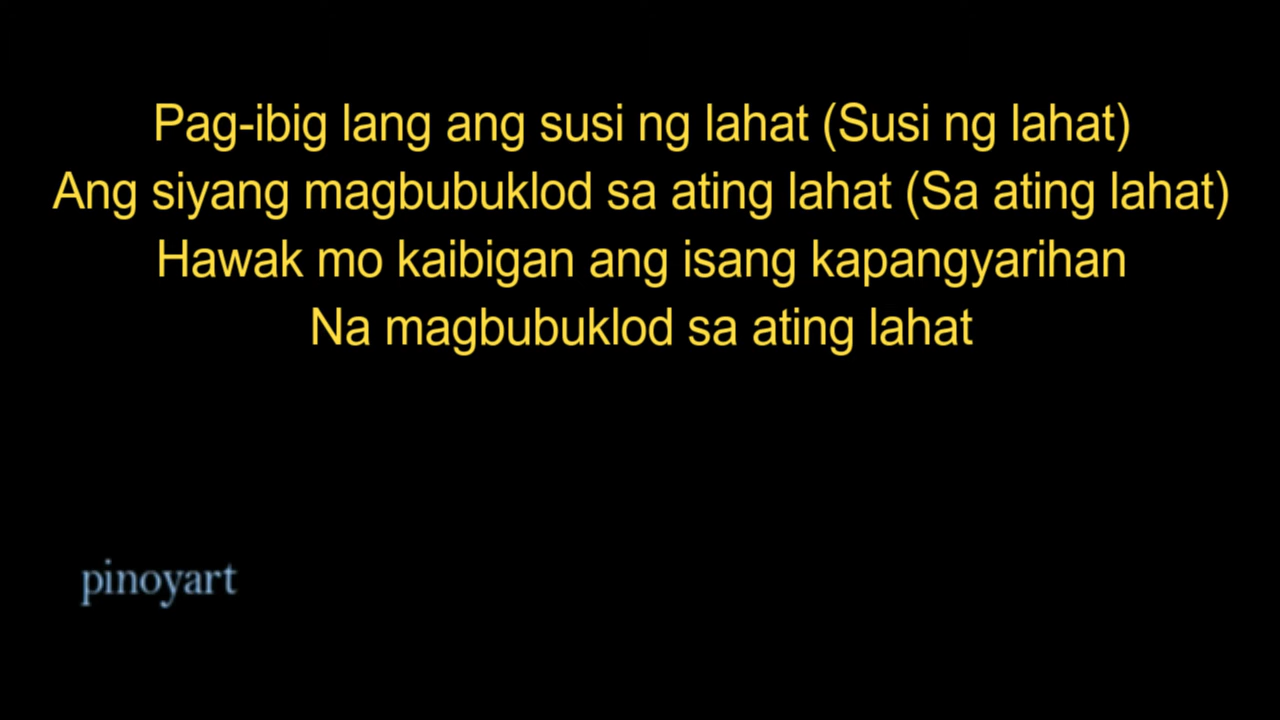 Pag-ibig lang ang susi ng lahat (Susi ng lahat)
Ang siyang magbubuklod sa ating lahat (Sa ating lahat)
Hawak mo kaibigan ang isang kapangyarihan
Na magbubuklod sa ating lahat
pinoyart